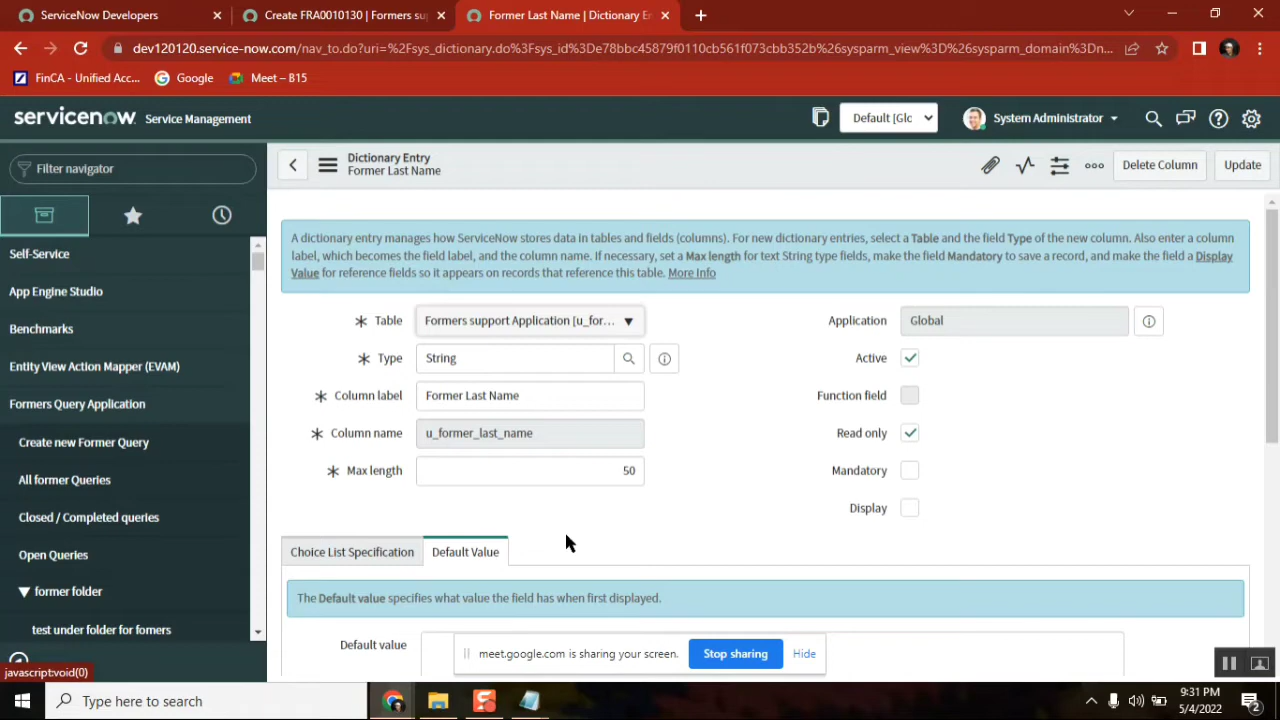 ServiceNow Developers
Create FRA0010130 | Formers su
Former Last Name | Dictionary E
dev120120.service-now.com/nav_to.do?uri=%2Fsys_dictionary.do%3Fsys_id%3De78bbc45879f0110cb561f073cbb352b%26sysparm_view%3D%26sysparm_domain%3Dn...
FinCA - Unified Acc...
Google
Meet – B15
servicenow.
Service Management
Default [Glc
System Administrator
Filter navigator
Dictionary Entry
Former Last Name
Delete Column
Update
Self-Service
App Engine Studio
Benchmarks
Entity View Action Mapper (EVAM)
Formers Query Application
Create new Former Query
All former Queries
Closed / Completed queries
Open Queries
former folder
test under folder for fomers
javascript:void(0)
A dictionary entry manages how ServiceNow stores data in tables and fields (columns). For new dictionary entries, select a Table and the field Type of the new column. Also enter a column
label, which becomes the field label, and the column name. If necessary, set a Max length for text String type fields, make the field Mandatory to save a record, and make the field a Display
Value for reference fields so it appears on records that reference this table. More Info
Table
Formers support Application [u_for...
Application
Global
Type
String
Active
Column label
Former Last Name
Function field
Column name
u_former_last_name
Read only
Max length
50
Mandatory
Display
Choice List Specification
Default Value
The Default value specifies what value the field has when first displayed.
Default value
meet.google.com is sharing your screen.
Stop sharing
Hide
Type here to search
9:31 PM
5/4/2022
2